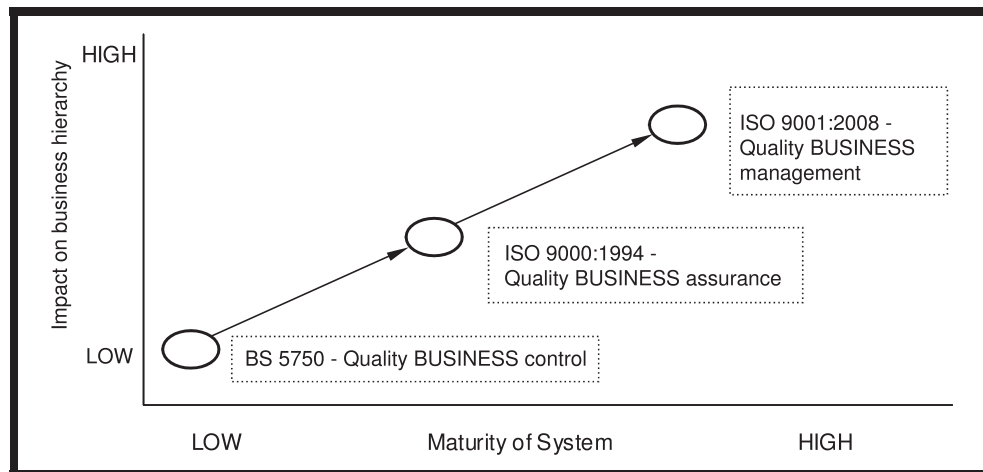 HIGH
Impact on business hierarchy
ISO 9001:2008 -
Quality BUSINESS
management
ISO 9000:1994 -
Quality BUSINESS assurance
LOW
BS 5750 - Quality BUSINESS control
LOW
Maturity of System
HIGH